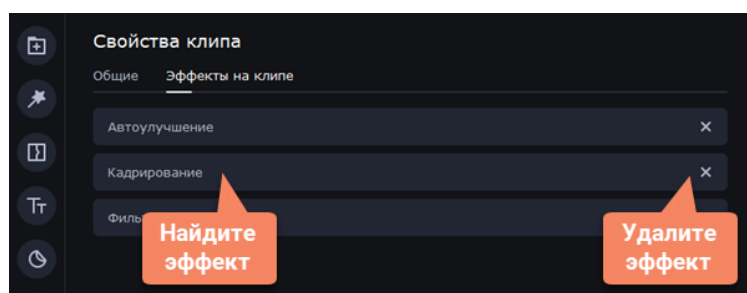 Свойства клипа
Общие Эффекты на клипе
Автоулучшение
Кадрирование
Найдите
эффект
Удалите
эффект